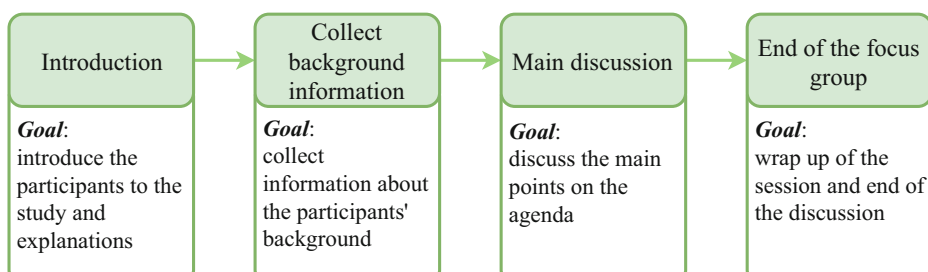 Introduction
Goal:
introduce the
participants to the
study and
explanations
Collect
background
information
Goal:
collect
information about
the participants'
background
Main discussion
Goal:
discuss the main
points on the
agenda
End of the focus
group
Goal:
wrap up of the
session and end of
the discussion